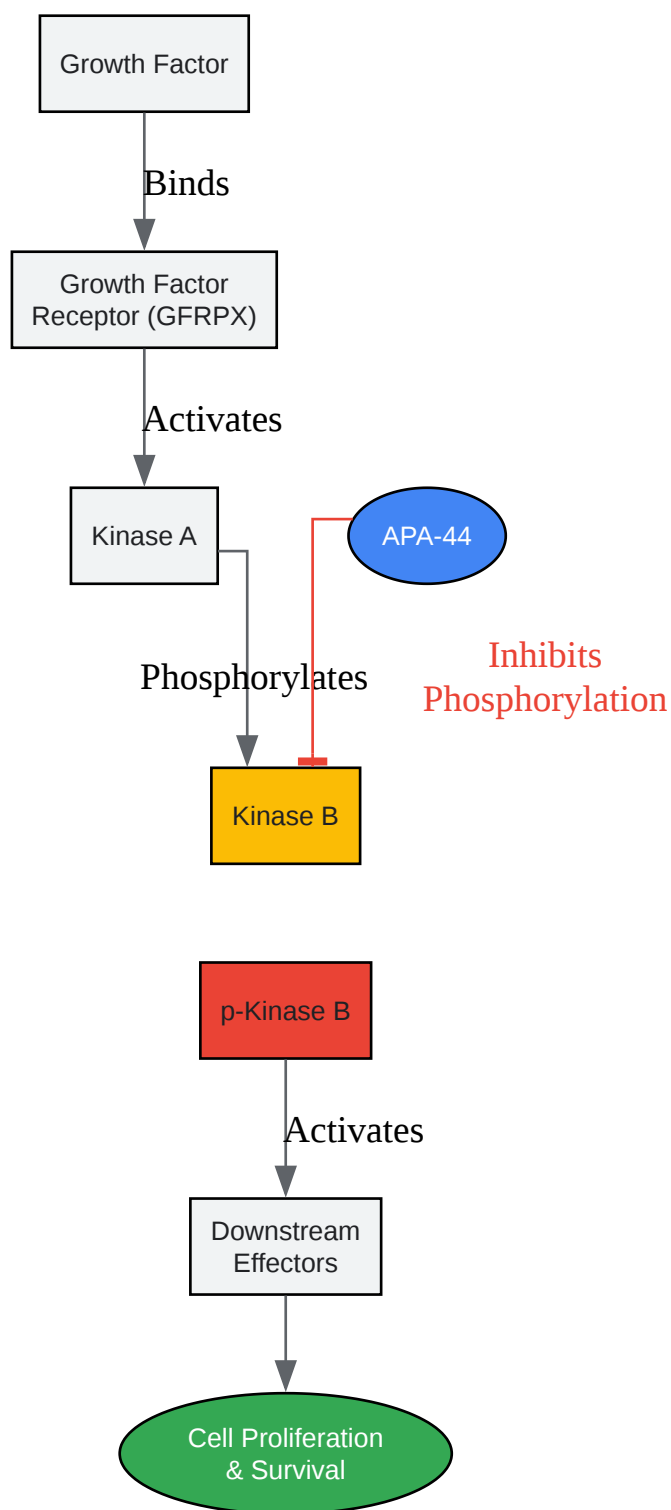 Growth Factor
Binds
Growth Factor
Receptor (GFRPX)
Activates
Kinase A
APA-44
Phosphorylates
Inhibits
Phosphorylation
Kinase B
p-Kinase B
Activates
Downstream
Effectors
Cell Proliferation
& Survival